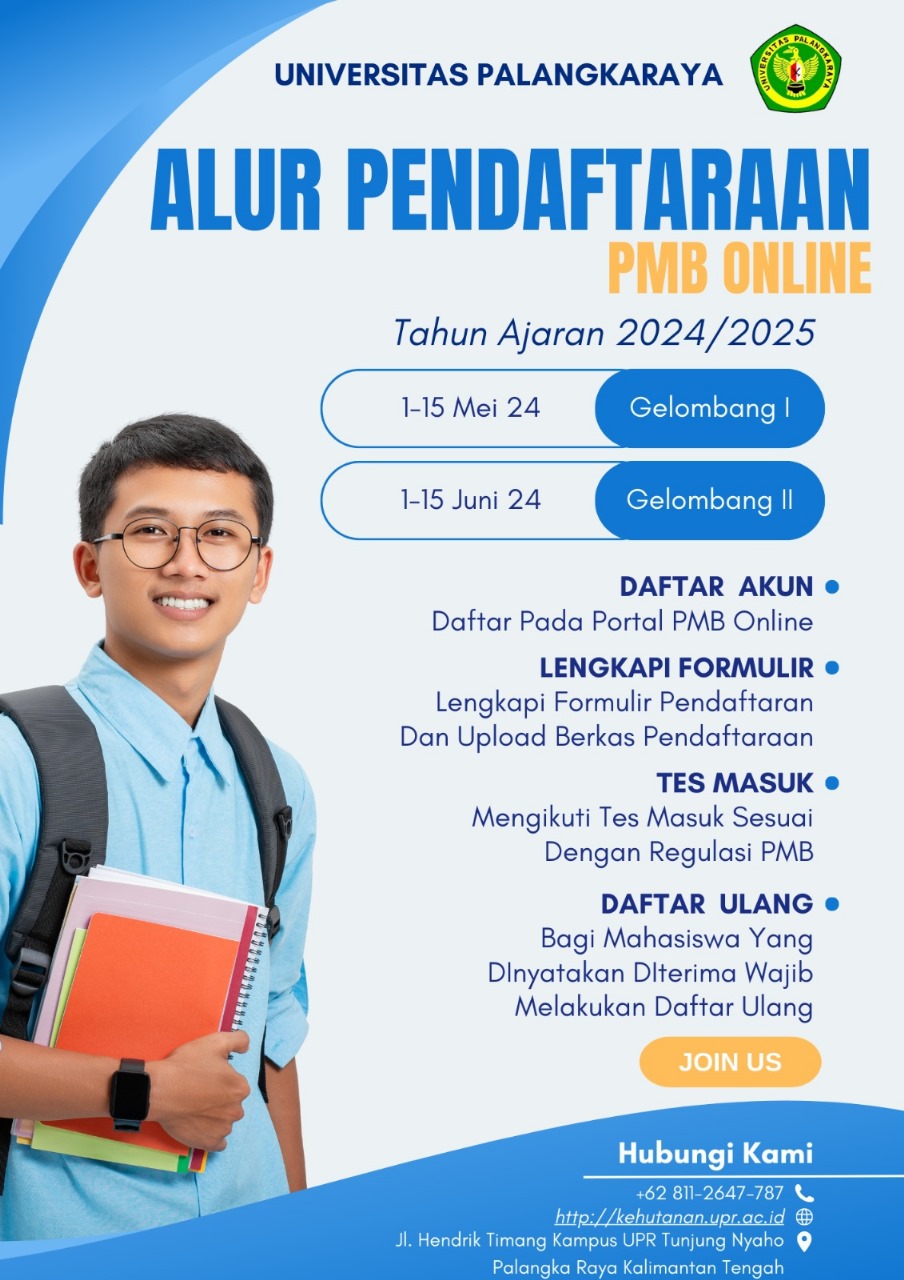 UNIVERSITAS PALANGKARAYA
UNIVERSITAS PALANGKARAYA
ALUR PENDAFTARAAN
PMB ONLINE
Tahun Ajaran 2024/2025
1-15 Mei 24 Gelombang I
1-15 Juni 24 Gelombang II
DAFTAR AKUN
Daftar Pada Portal PMB Online
LENGKAPI FORMULIR
Lengkapi Formulir Pendaftaran
Dan Upload Berkas Pendaftaraan
TES MASUK
Mengikuti Tes Masuk Sesuai
Dengan Regulasi PMB
DAFTAR ULANG
Bagi Mahasiswa Yang
DInyatakan DIterima Wajib
Melakukan Daftar Ulang
JOIN US
Hubungi Kami
+62 811-2647-787
http://kehutanan.upr.ac.id
Jl. Hendrik Timang Kampus UPR Tunjung Nyaho
Palangka Raya Kalimantan Tengah